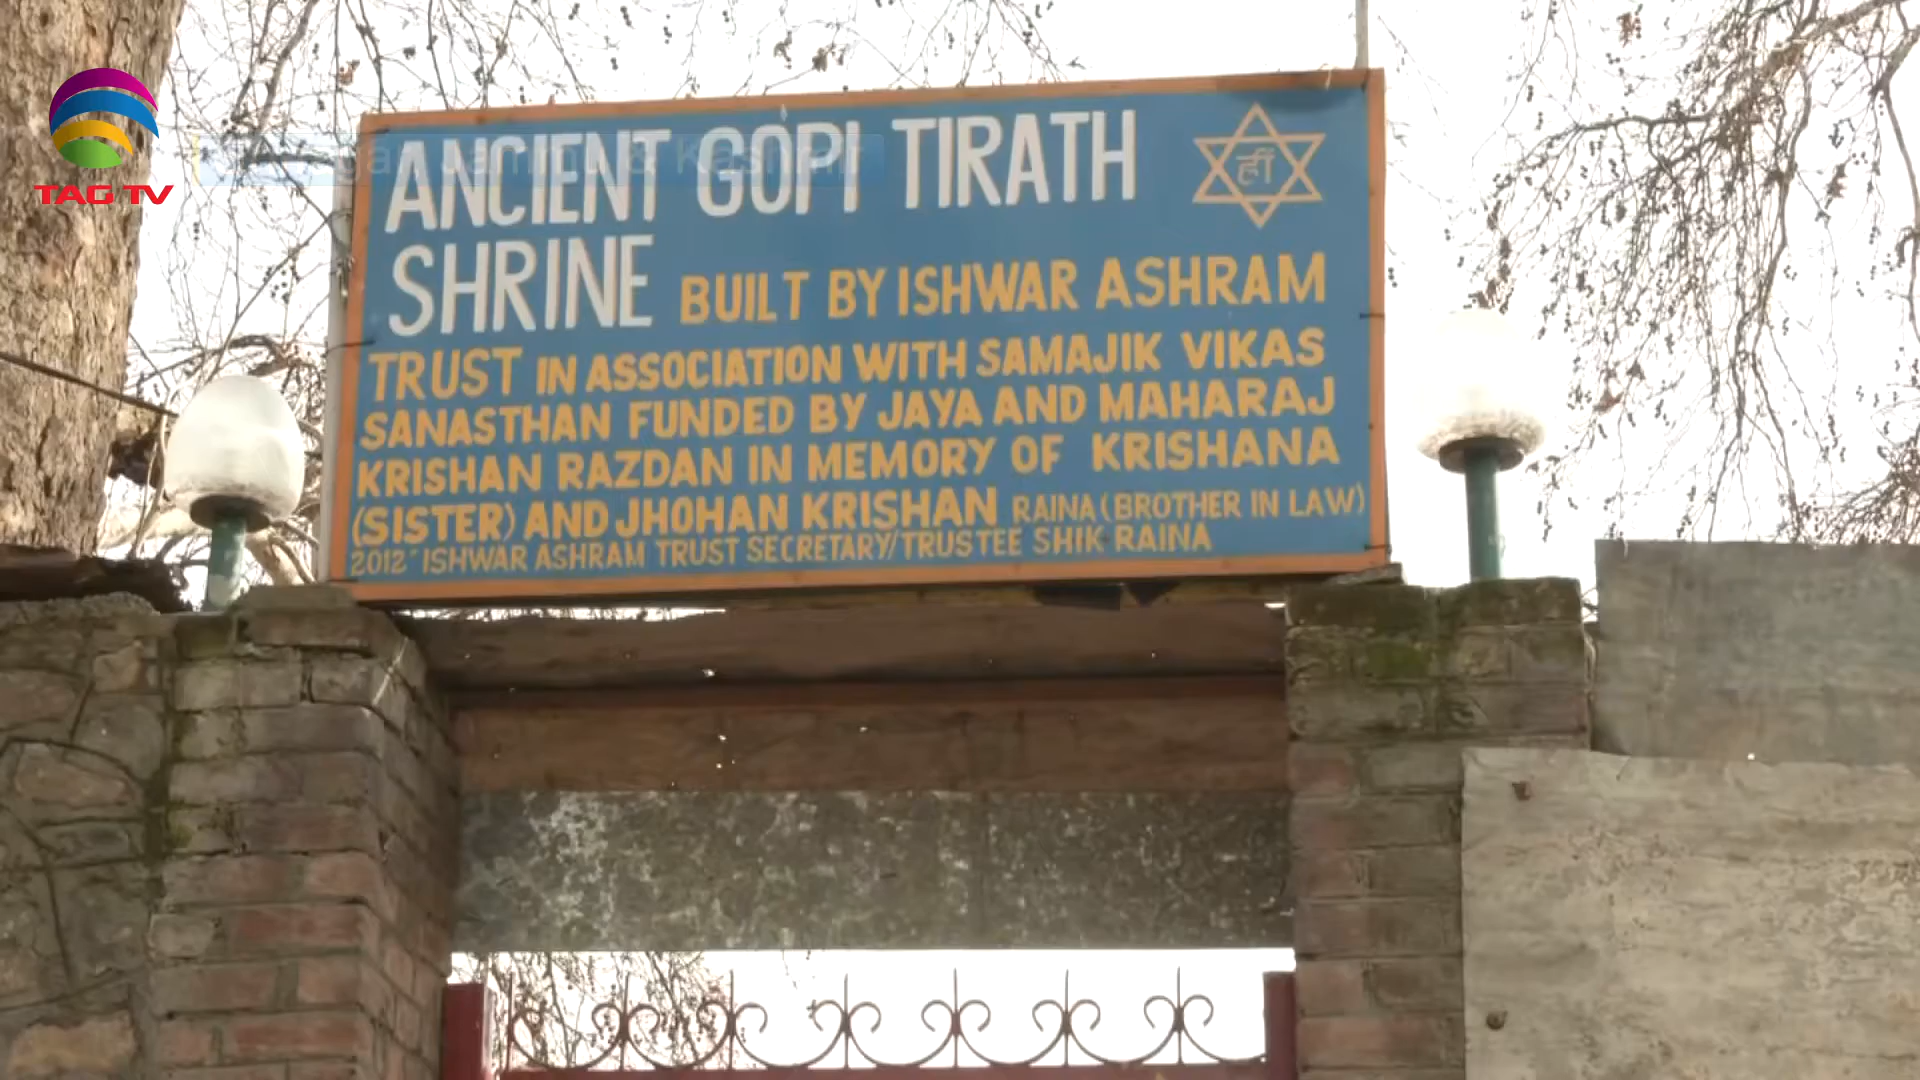 TAG TV
ANCIENT GOPI TIRATH
ह्रीं
SHRINE BUILT BY ISHWAR ASHRAM
TRUST IN ASSOCIATION WITH SAMAJIK VIKAS
SANASTHAN FUNDED BY JAYA AND MAHARAJ
KRISHAN RAZDAN IN MEMORY OF KRISHANA
(SISTER) AND JHOHAN KRISHAN RAINA (BROTHER IN LAW)
2012" ISHWAR ASHRAM TRUST SECRETARY/TRUSTEE SHIK RAINA
Jammu & Kashmir